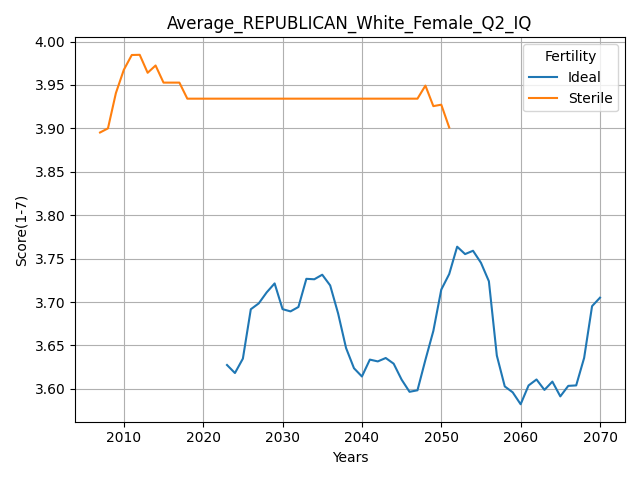 Average_REPUBLICAN_White_Female_Q2_IQ
Fertility
Ideal
Sterile
Score(1-7)
4.00
3.95
3.90
3.85
3.80
3.75
3.70
3.65
3.60
2010 2020 2030 2040 2050 2060 2070
Years